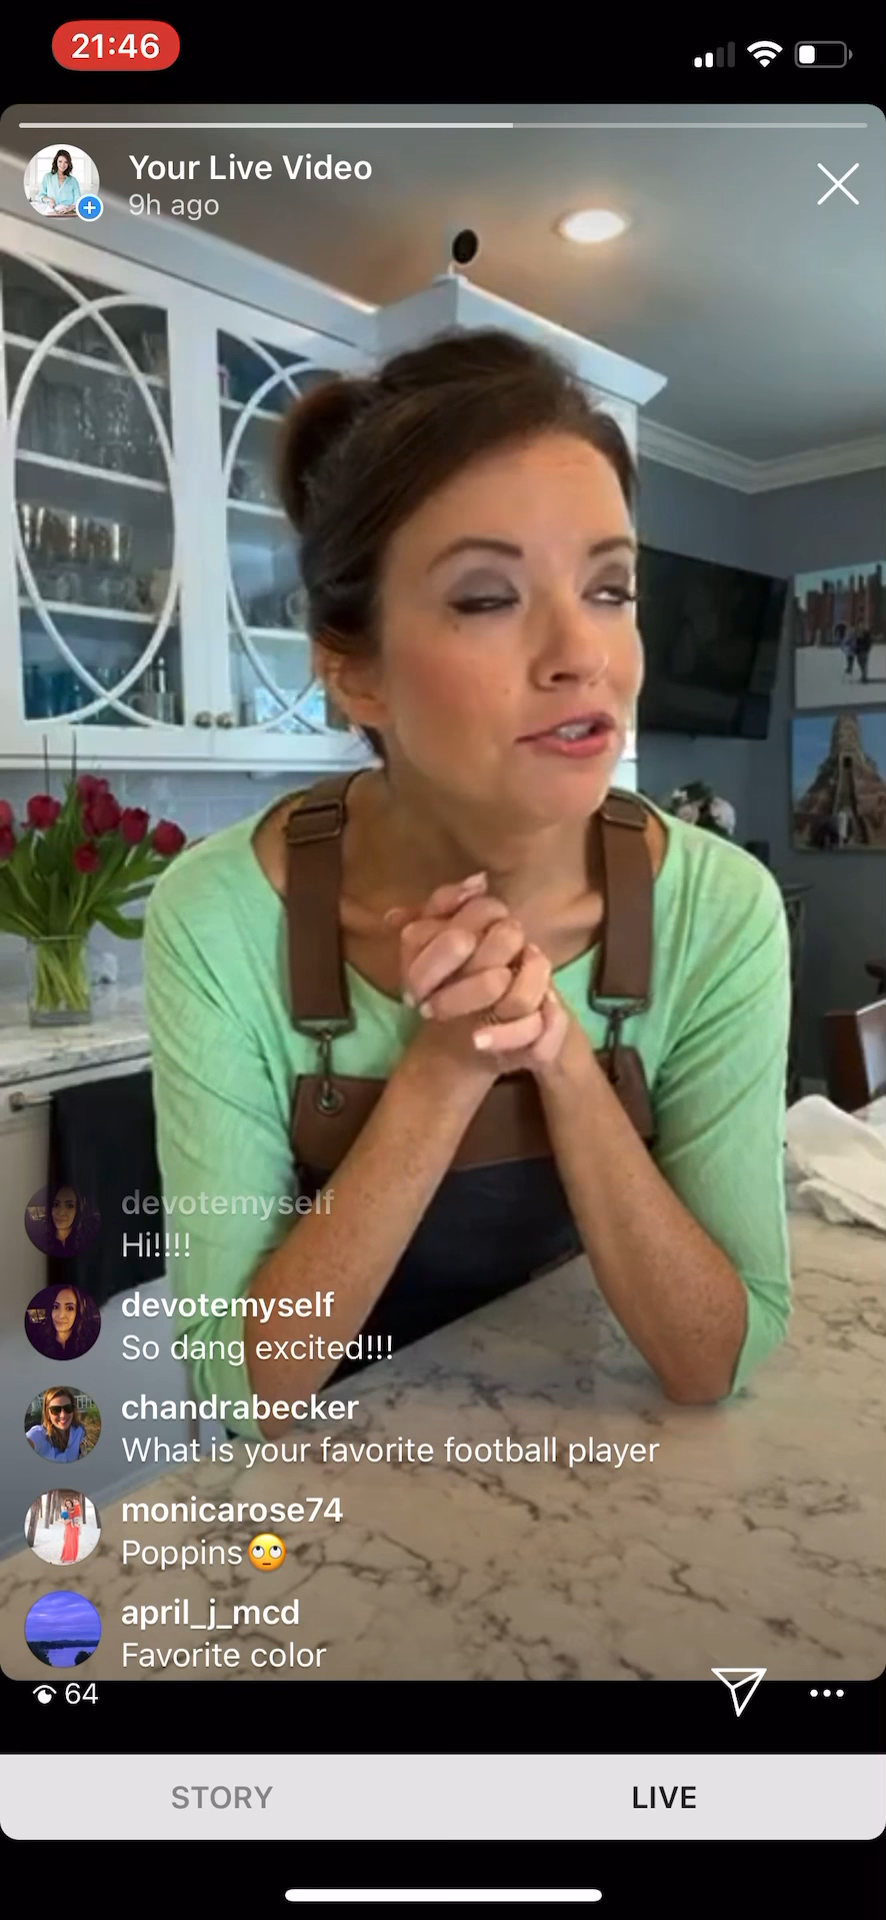 21:46
Your Live Video
9h ago
devotemyself
Hi!!!!
devotemyself
So dang excited!!!
chandrabecker
What is your favorite football player
monicarose74
Poppins🙄
april_j_mcd
Favorite color
64
STORY
LIVE